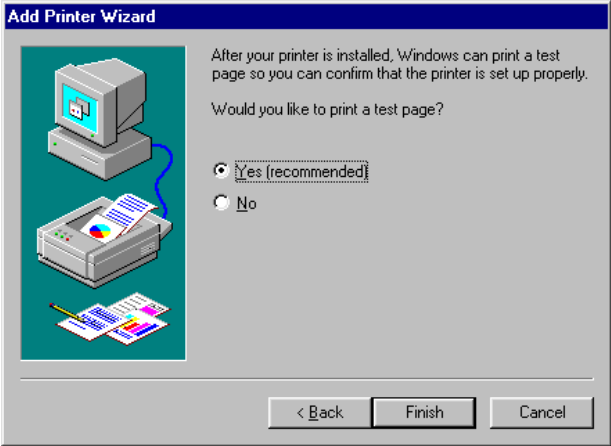 Add Printer Wizard
After your printer is installed, Windows can print a test
page so you can confirm that the printer is set up properly.
Would you like to print a test page?
Yes (recommended)
No
< Back
Finish
Cancel